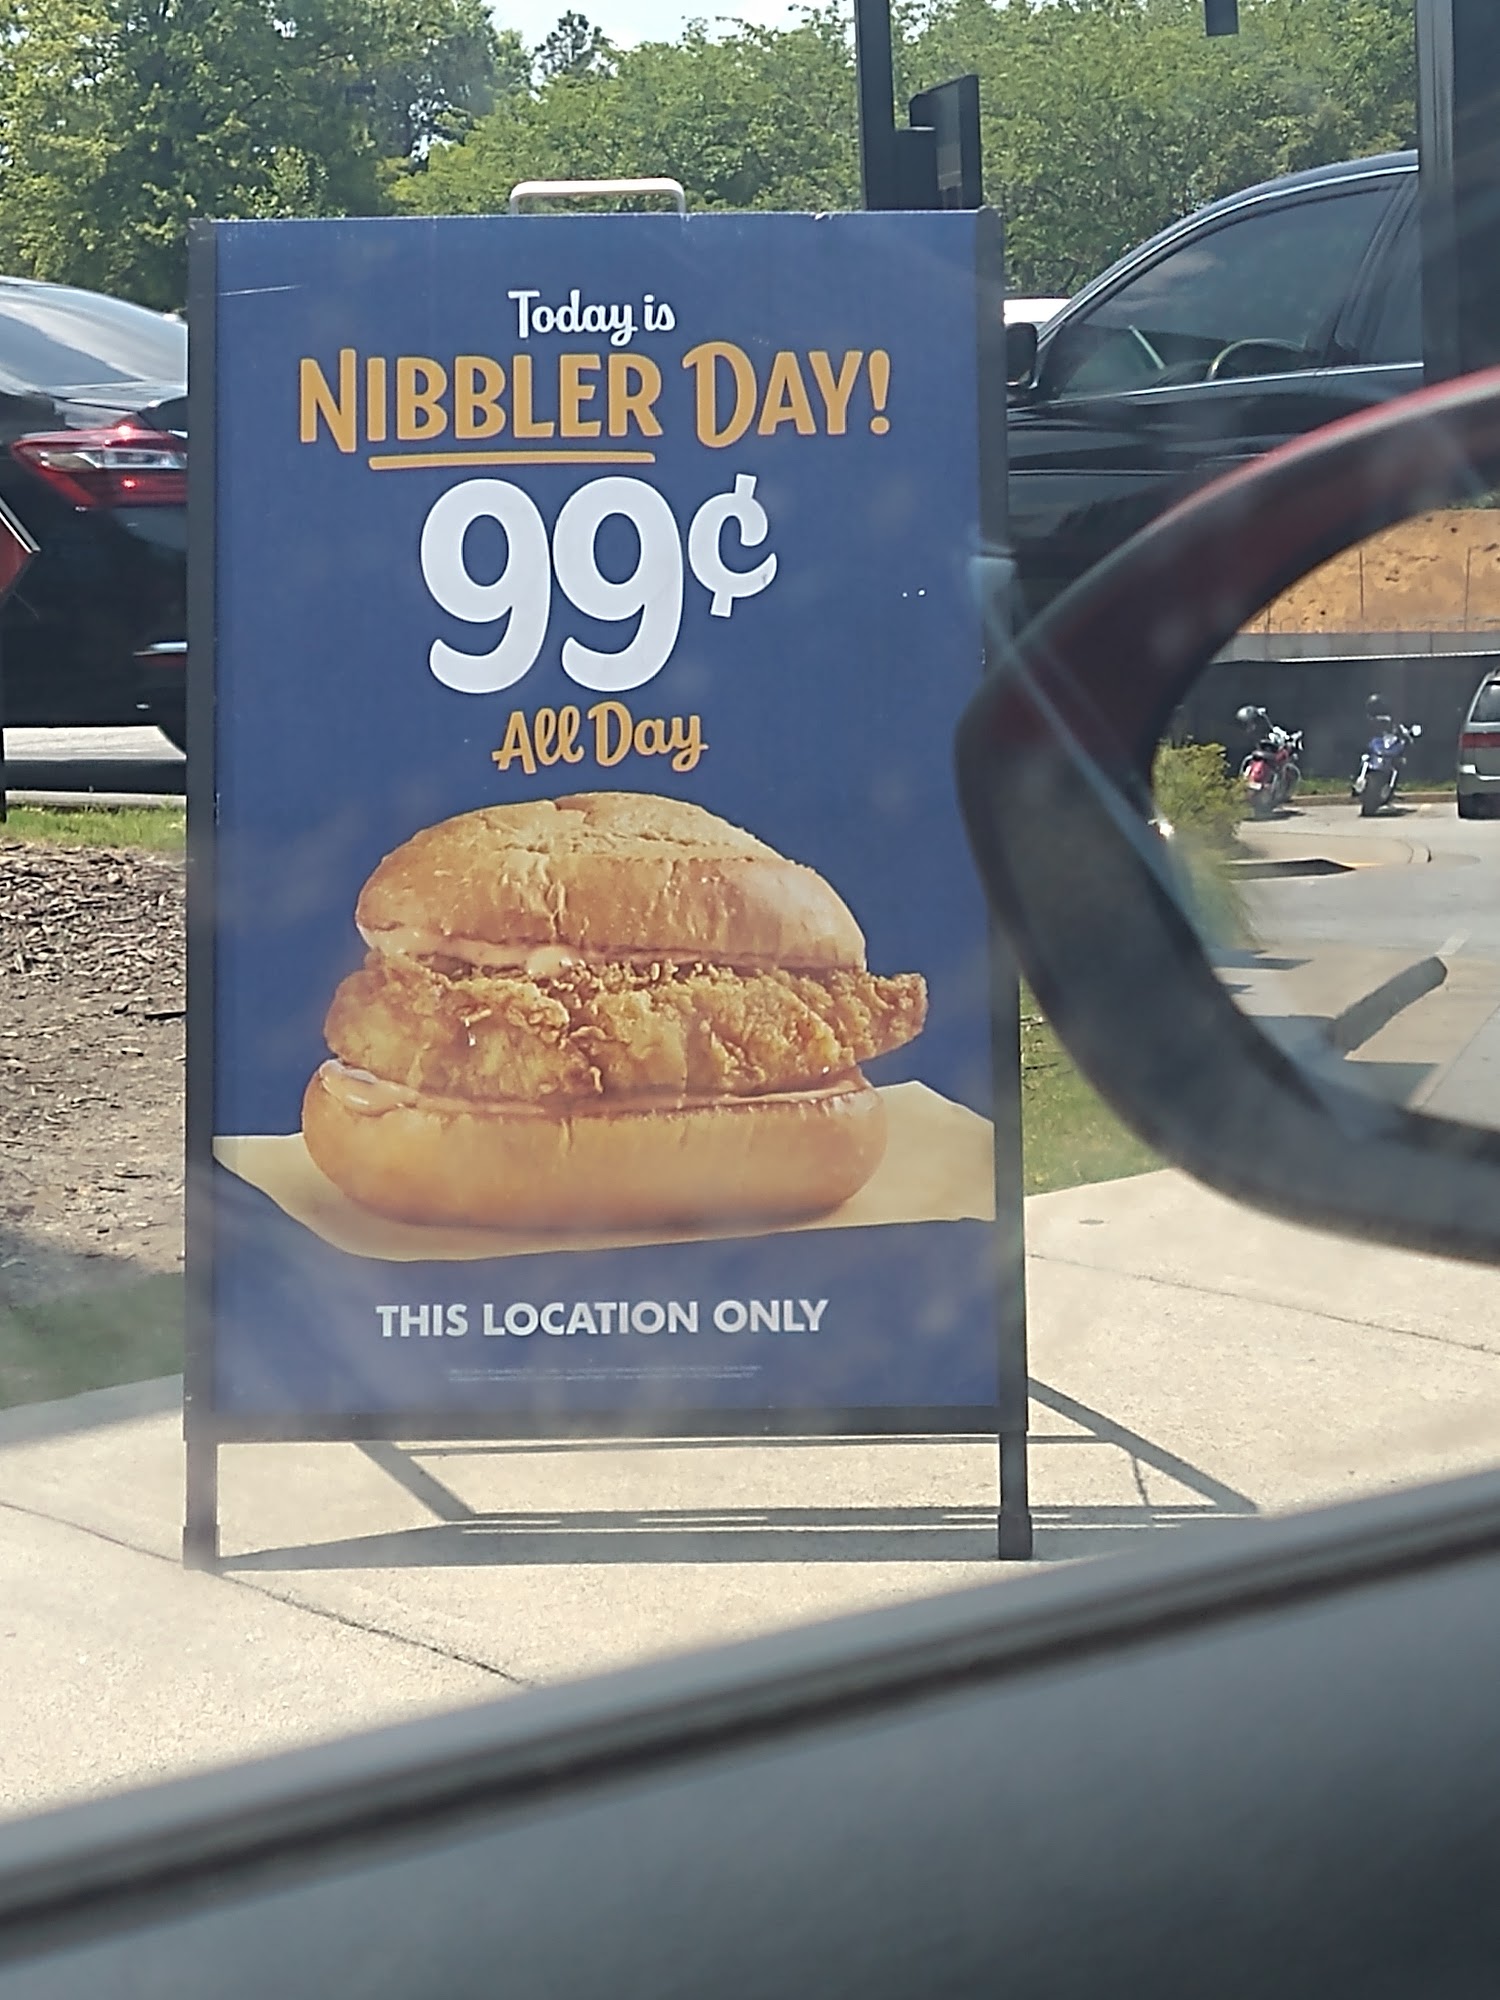 Today is
NIBBLER DAY!
99¢
All Day
THIS LOCATION ONLY